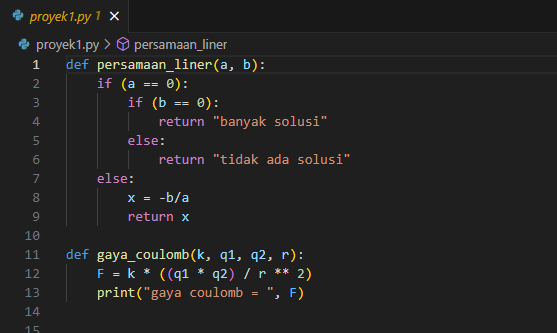 proyek1.py 1 ×
proyek1.py > persamaan_liner
1 def persamaan_liner(a, b):
2     if (a == 0):
3         if (b == 0):
4             return "banyak solusi"
5         else:
6             return "tidak ada solusi"
7     else:
8         x = -b/a
9         return x
10
11 def gaya_coulomb(k, q1, q2, r):
12     F = k * ((q1 * q2) / r ** 2)
13     print("gaya coulomb = ", F)
14
15